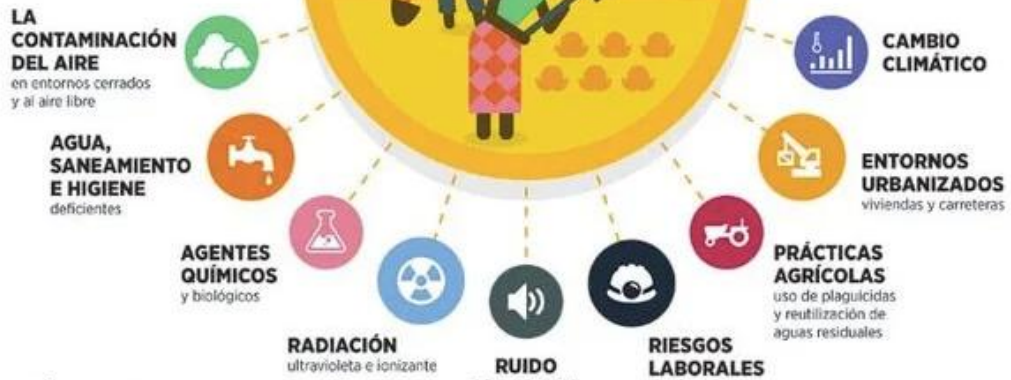 LA
CONTAMINACIÓN
DEL AIRE
en entornos cerrados
y al aire libre
AGUA,
SANEAMIENTO
E HIGIENE
deficientes
AGENTES
QUÍMICOS
y biológicos
RADIACIÓN
ultravioleta e ionizante
RUIDO
RIESGOS
LABORALES
PRÁCTICAS
AGRÍCOLAS
uso de plaguicidas
y reutilización de
aguas residuales
ENTORNOS
URBANIZADOS
viviendas y carreteras
CAMBIO
CLIMÁTICO